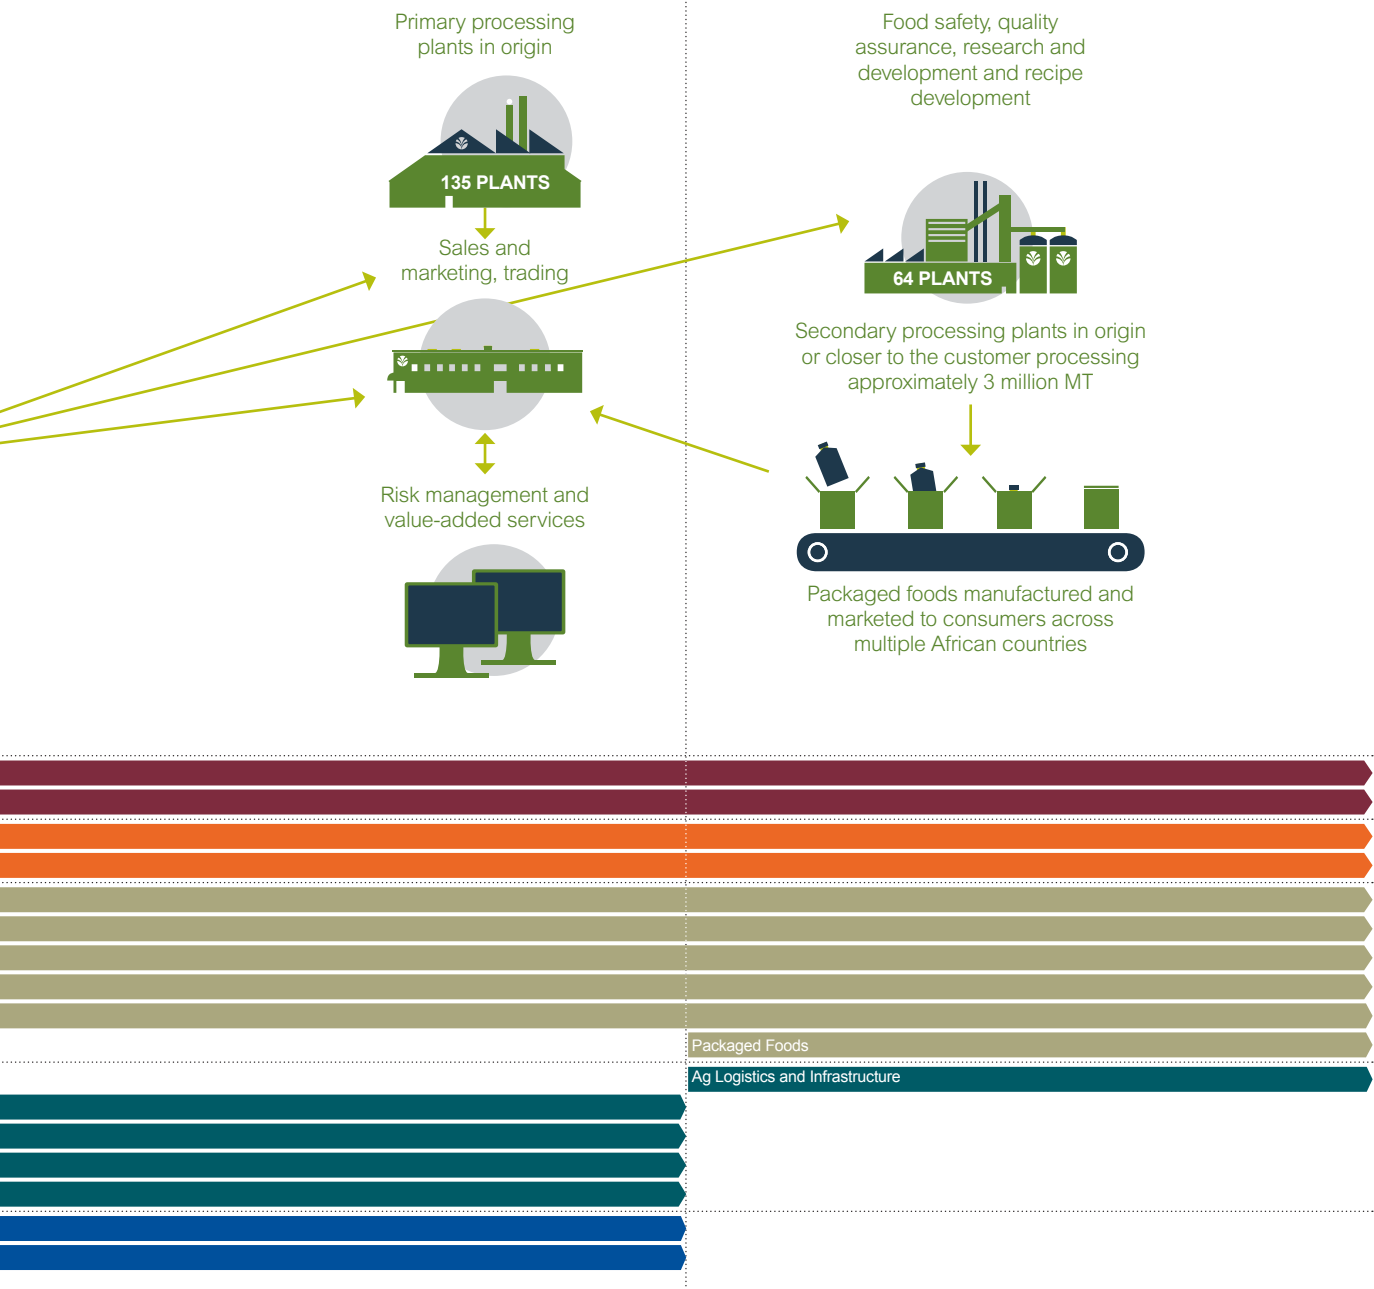 Primary processing
plants in origin
135 PLANTS
Sales and
marketing, trading
Risk management and
value-added services
Food safety, quality
assurance, research and
development and recipe
development
64 PLANTS
Secondary processing plants in origin
or closer to the customer processing
approximately 3 million MT
Packaged foods manufactured and
marketed to consumers across
multiple African countries
Packaged Foods
Ag Logistics and Infrastructure